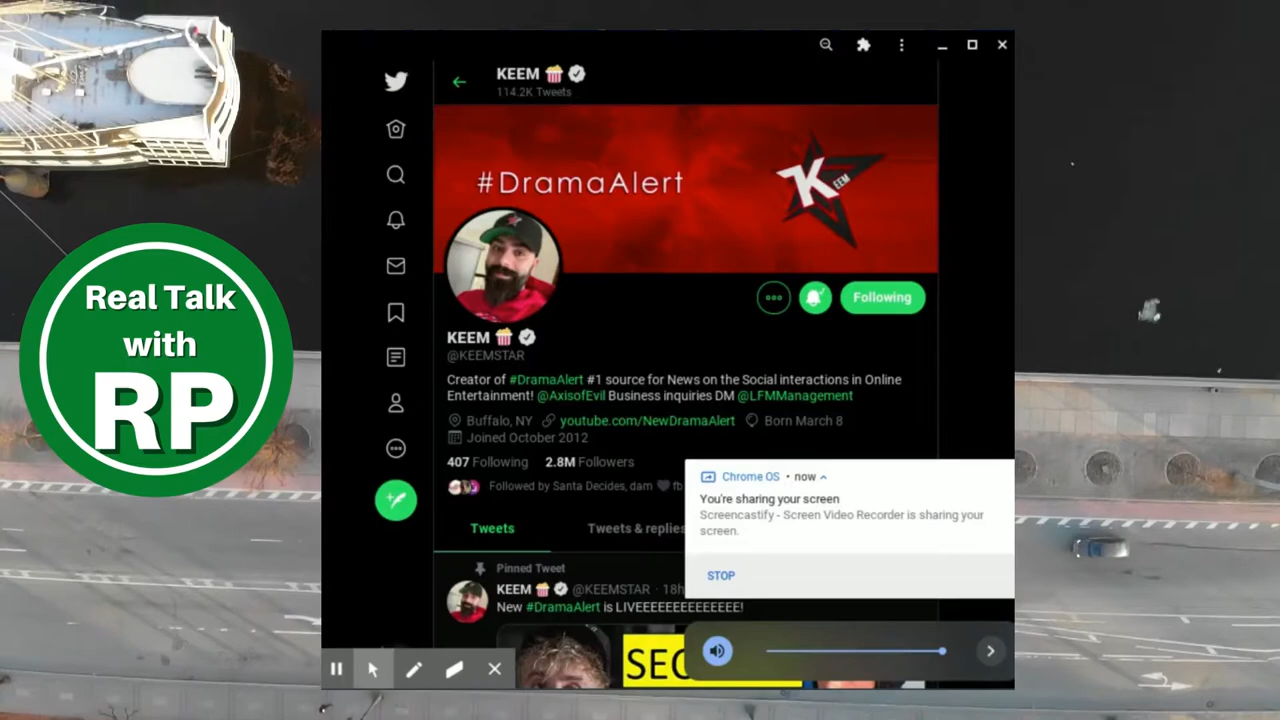 Real Talk
with
RP
KEEM
114.2K Tweets
#DramaAlert
K
EEM
Following
KEEM
@KEEMSTAR
Creator of #DramaAlert #1 source for News on the Social interactions in Online
Entertainment! @AxisofEvil Business inquiries DM @LFMManagement
Buffalo, NY youtube.com/NewDramaAlert Born March 8
Joined October 2012
407 Following 2.8M Followers
Followed by Santa Decides, dam fb
Tweets Tweets & replies
Pinned Tweet
KEEM @KEEMSTAR · 18h
New #DramaAlert is LIVEEEEEEEEEEEEEE!
SEC
Chrome OS • now
You're sharing your screen
Screencastify - Screen Video Recorder is sharing your
screen.
STOP